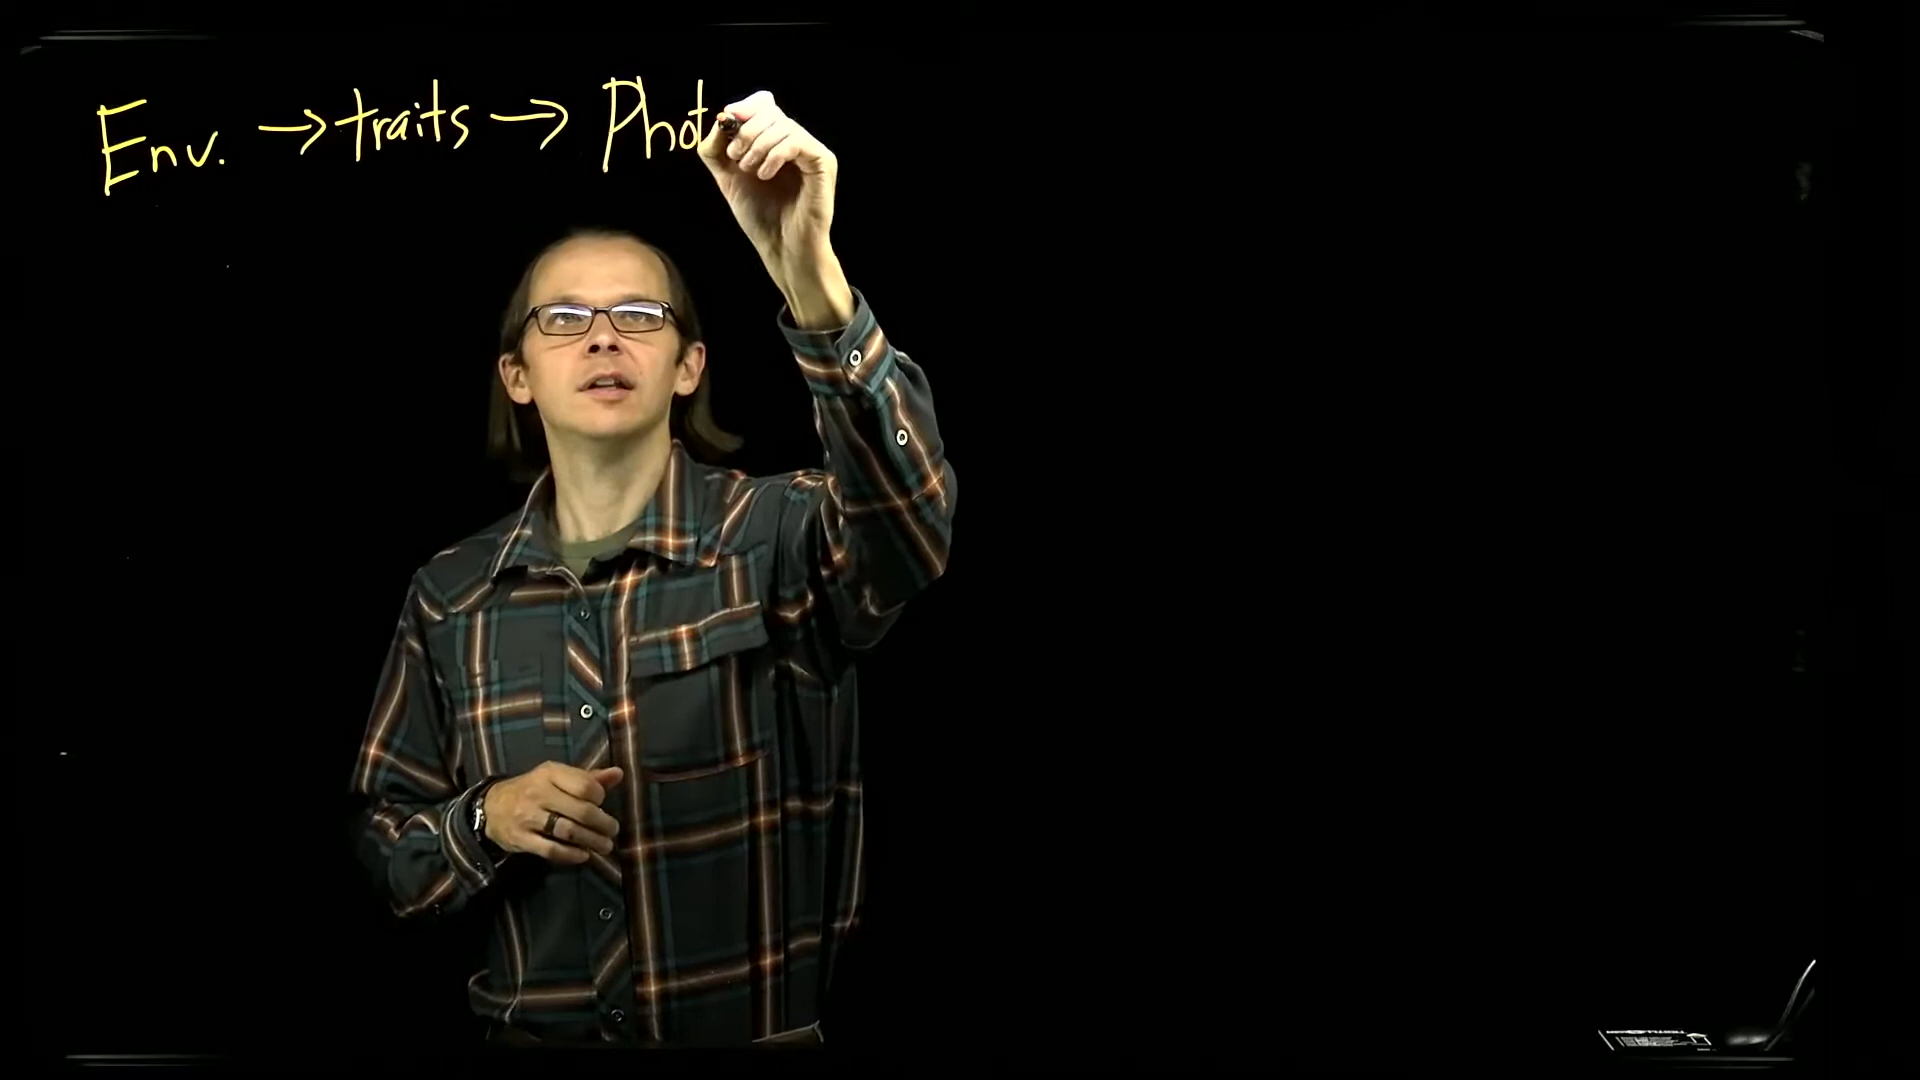 Env. → traits → Phot